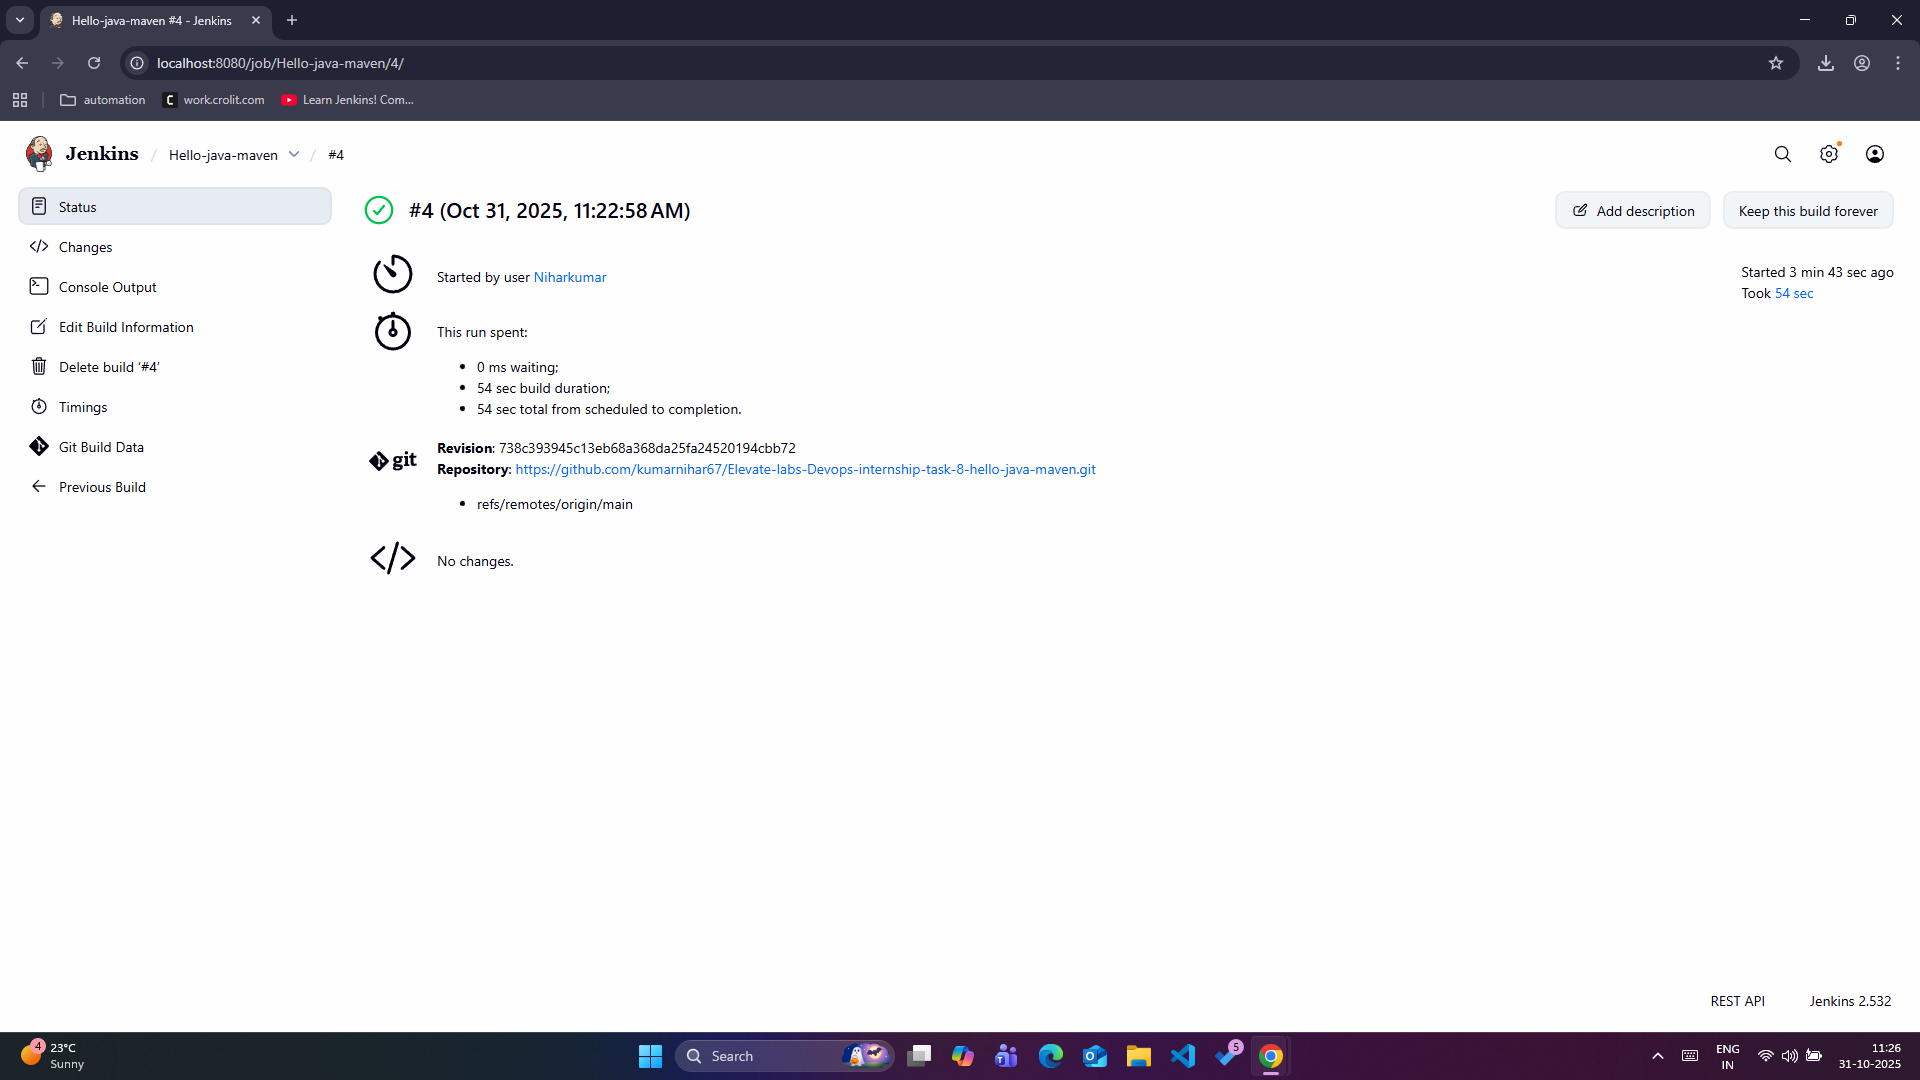 Hello-java-maven #4 - Jenkins
localhost:8080/job/Hello-java-maven/4/
automation
work.crolit.com
Learn Jenkins! Com...
Jenkins / Hello-java-maven / #4
Status
Changes
Console Output
Edit Build Information
Delete build ‘#4’
Timings
Git Build Data
Previous Build
#4 (Oct 31, 2025, 11:22:58 AM)
Add description
Keep this build forever
Started by user Niharkumar
Started 3 min 43 sec ago
Took 54 sec
This run spent:
• 0 ms waiting;
• 54 sec build duration;
• 54 sec total from scheduled to completion.
git
Revision: 738c393945c13eb68a368da25fa24520194cbb72
Repository: https://github.com/kumarnihar67/Elevate-labs-Devops-internship-task-8-hello-java-maven.git
• refs/remotes/origin/main
No changes.
REST API
Jenkins 2.532
4
23°C
Sunny
Search
5
ENG
IN
11:26
31-10-2025